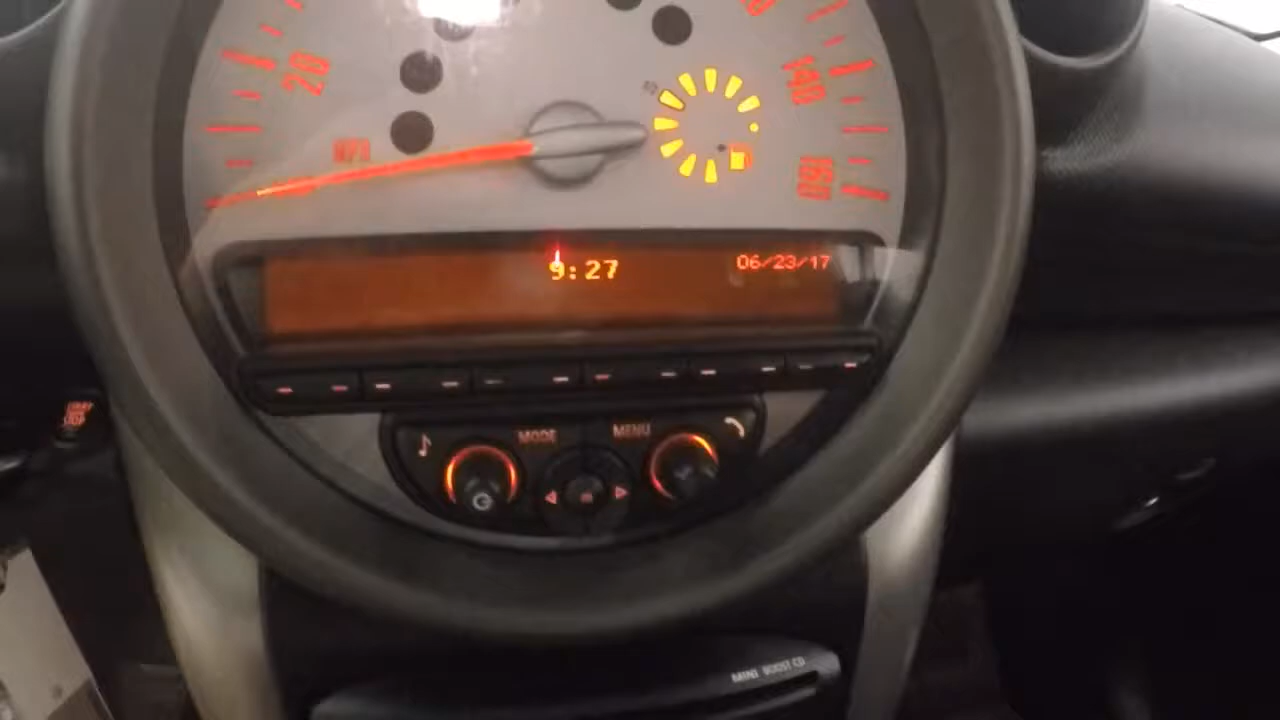 20
140
MPH
160
9:27
06/23/17
MODE
MENU
MINI BOOST CD